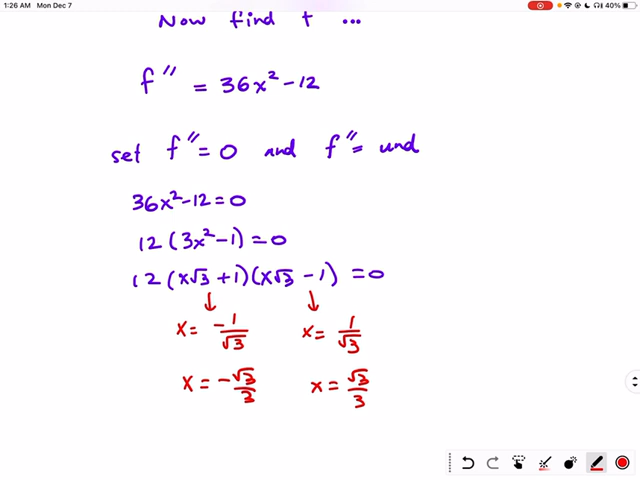 1:26 AM Mon Dec 7
40%
Now find t ...
f'' = 36x² - 12
set f'' = 0 and f'' = und
36x² - 12 = 0
12 (3x² - 1) = 0
12 (x√3 + 1)(x√3 - 1) = 0
↓ ↓
x = -1/√3 x = 1/√3
x = -√3/3 x = √3/3